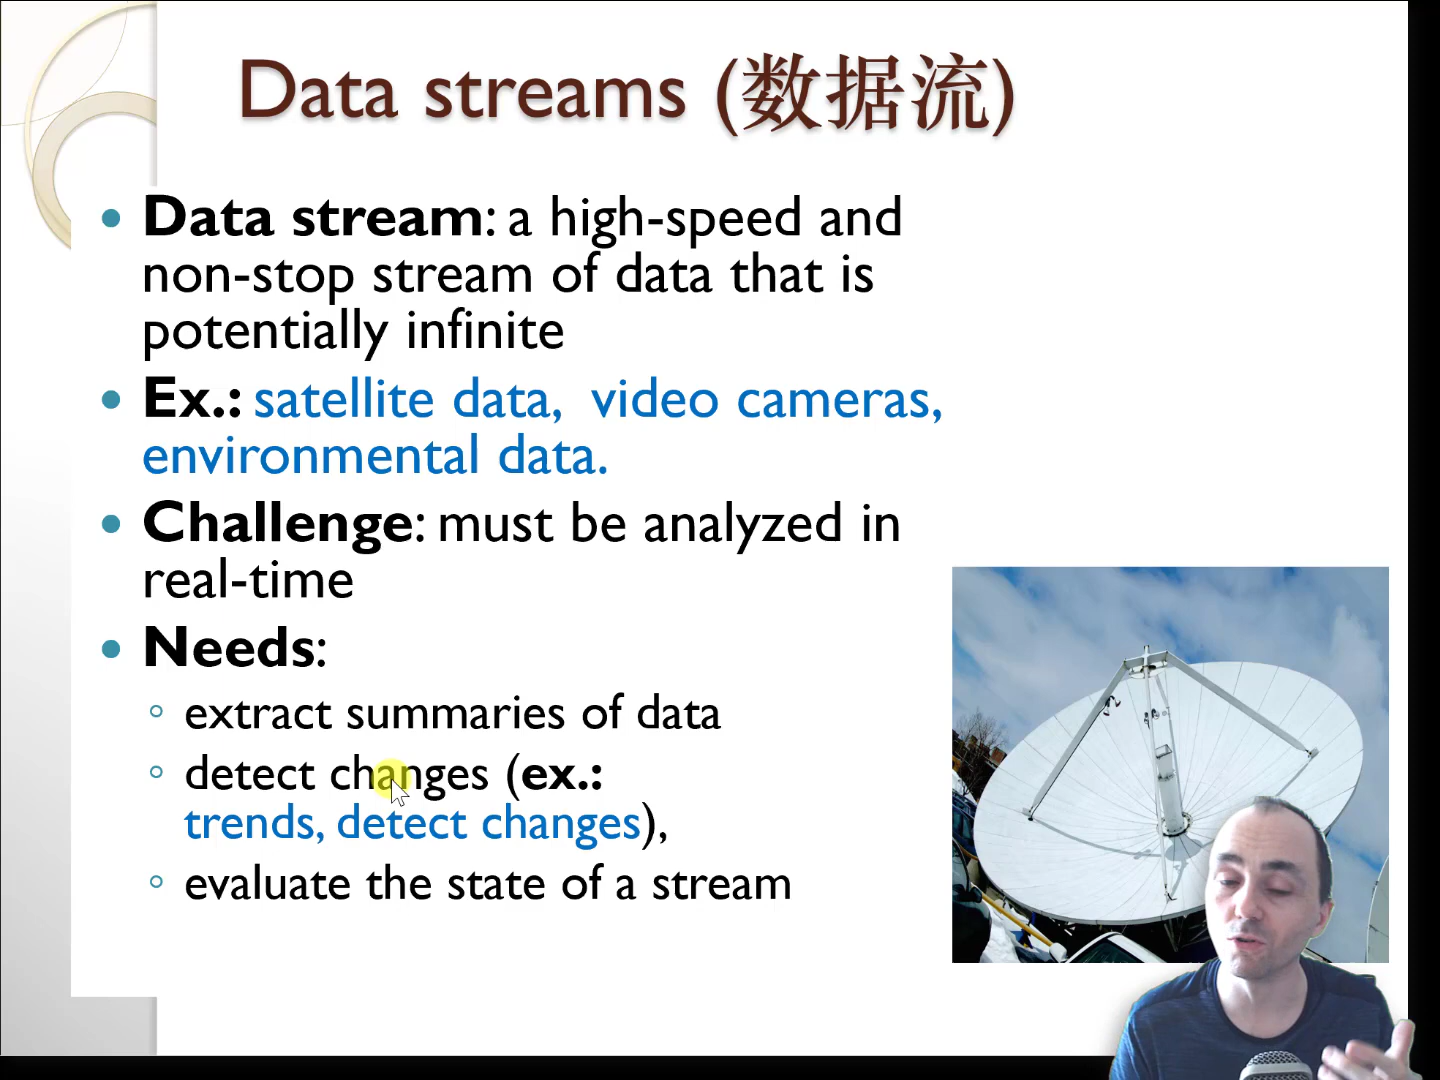 Data streams (数据流)
Data stream: a high-speed and
non-stop stream of data that is
potentially infinite
Ex.: satellite data, video cameras,
environmental data.
Challenge: must be analyzed in
real-time
Needs:
extract summaries of data
detect changes (ex.:
trends, detect changes),
evaluate the state of a stream